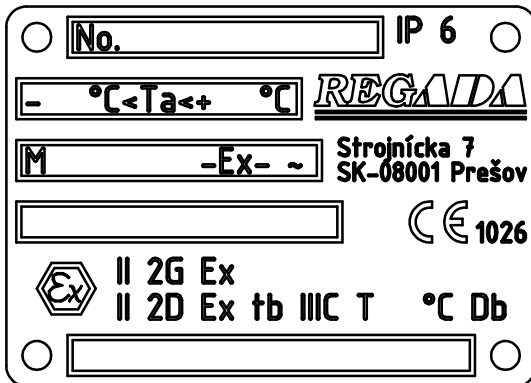 No. IP 6
- °C<Ta<+ °C REGADA
M -Ex- ~ Strojnícka 7
SK-08001 Prešov
CE 1026
Ex II 2G Ex
II 2D Ex tb IIIC T °C Db